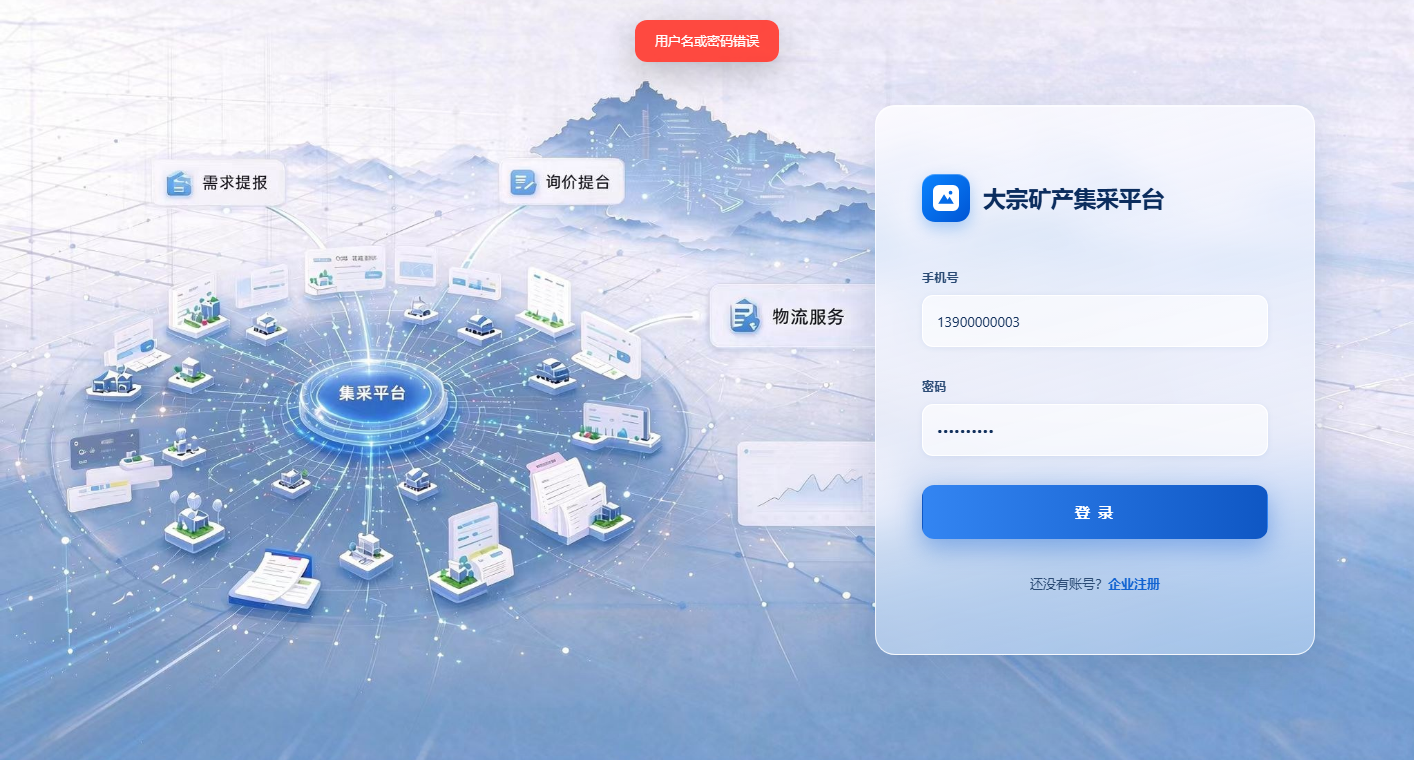 用户名或密码错误
需求提报
询价提合
物流服务
集采平台
大宗矿产集采平台
手机号
13900000003
密码
••••••••••
登 录
还没有账号？企业注册